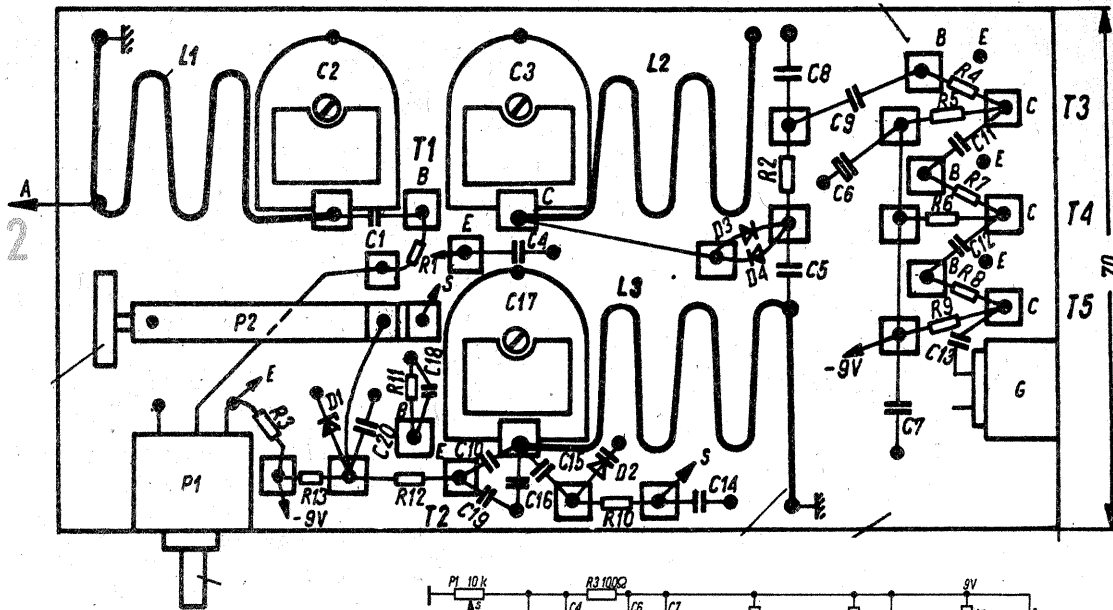 B
E
L1
C2
C3
L2
C8
R4
R5
C
T3
C9
C11
E
T1
B
R2
C6
B
R7
A
2
C
R6
C
T4
C1
R1
E
C4
D3
D4
C12
E
C5
B
R8
70
S
C17
L3
P2
R9
C
T5
C18
-9V
C13
E
R11
D1
G
R3
C20
B
C7
E
C10
C15
D2
S
P1
R13
R12
C16
C14
-9V
T2
C19
R10
P1 10k
R3 100Ω
9V
S
C4
C6
C7